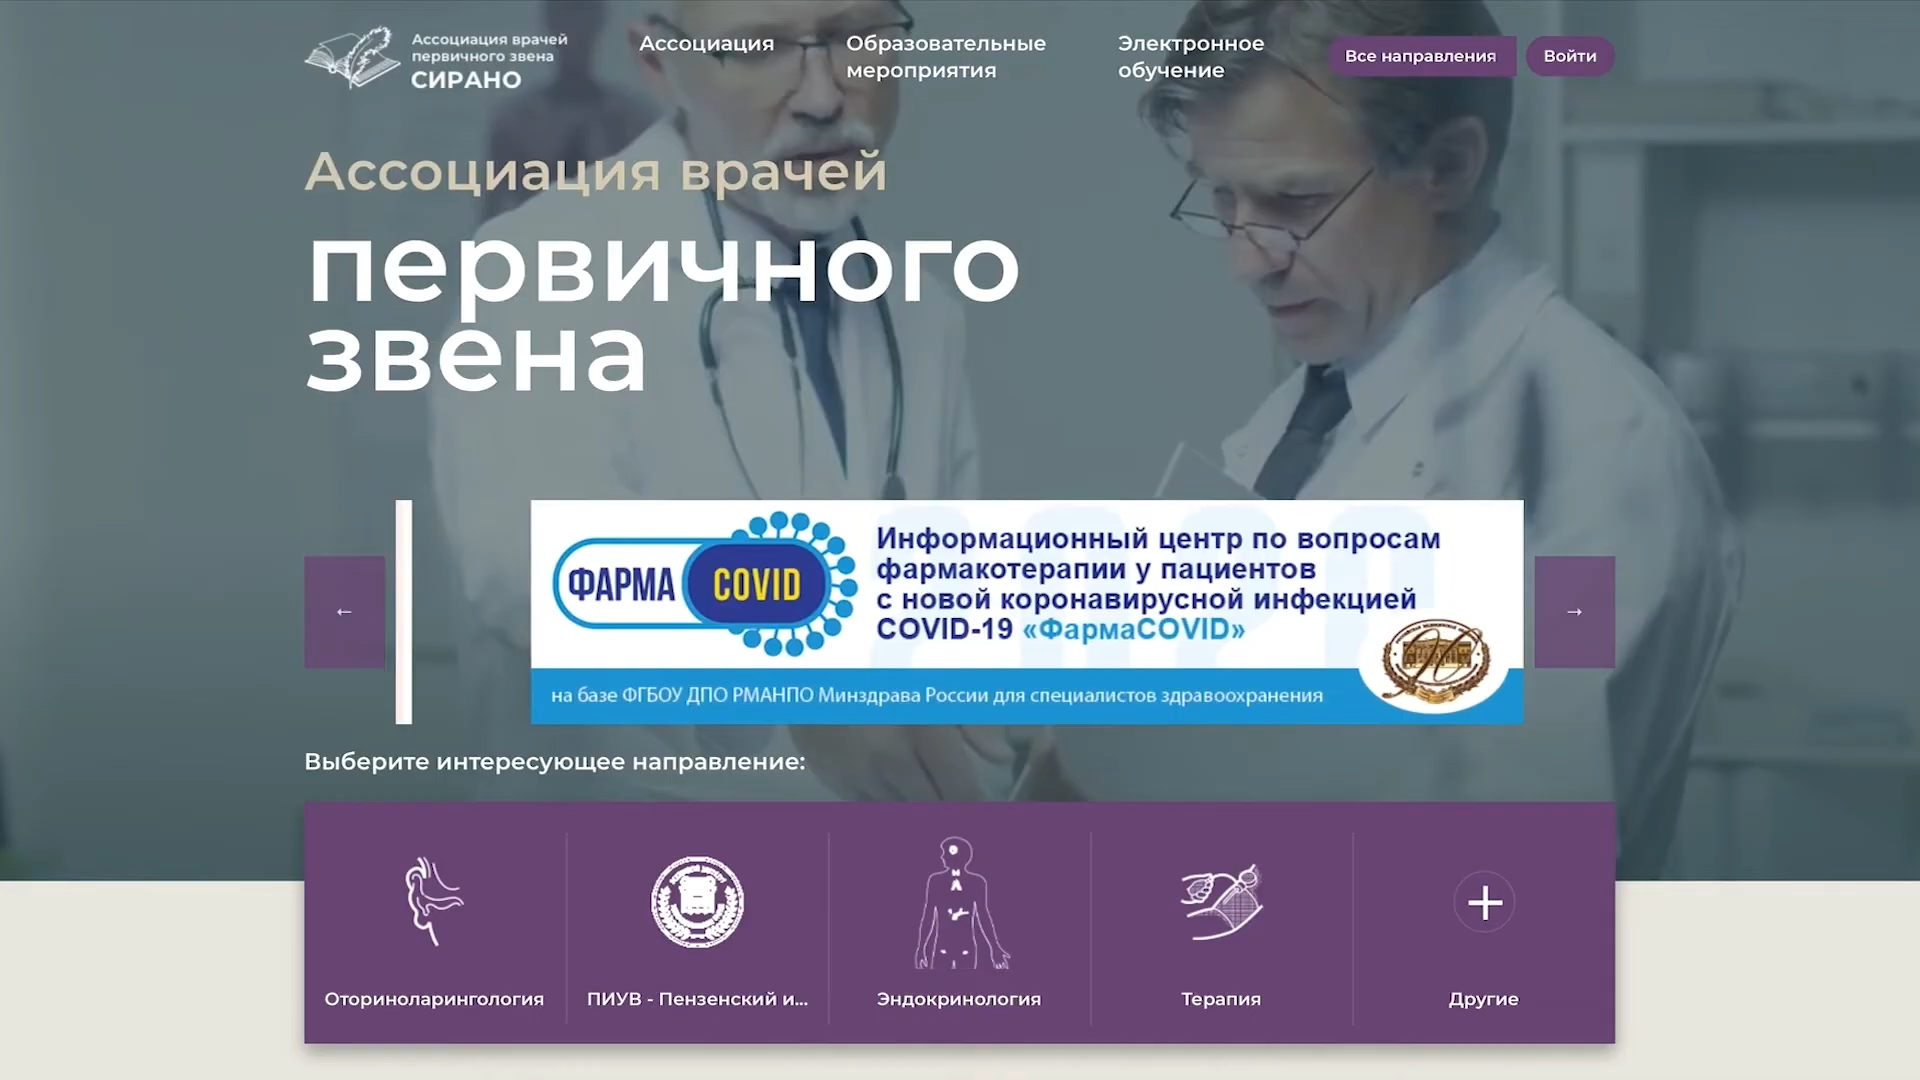 Ассоциация врачей
первичного звена
СИРАНО
Ассоциация
Образовательные
мероприятия
Электронное
обучение
Все направления
Войти
Ассоциация врачей
первичного
звена
←
ФАРМА COVID
Информационный центр по вопросам
фармакотерапии у пациентов
с новой коронавирусной инфекцией
COVID-19 «ФармаCOVID»
на базе ФГБОУ ДПО РМАНПО Минздрава России для специалистов здравоохранения
→
Выберите интересующее направление:
Оториноларингология
ПИУВ - Пензенский и...
Эндокринология
Терапия
Другие